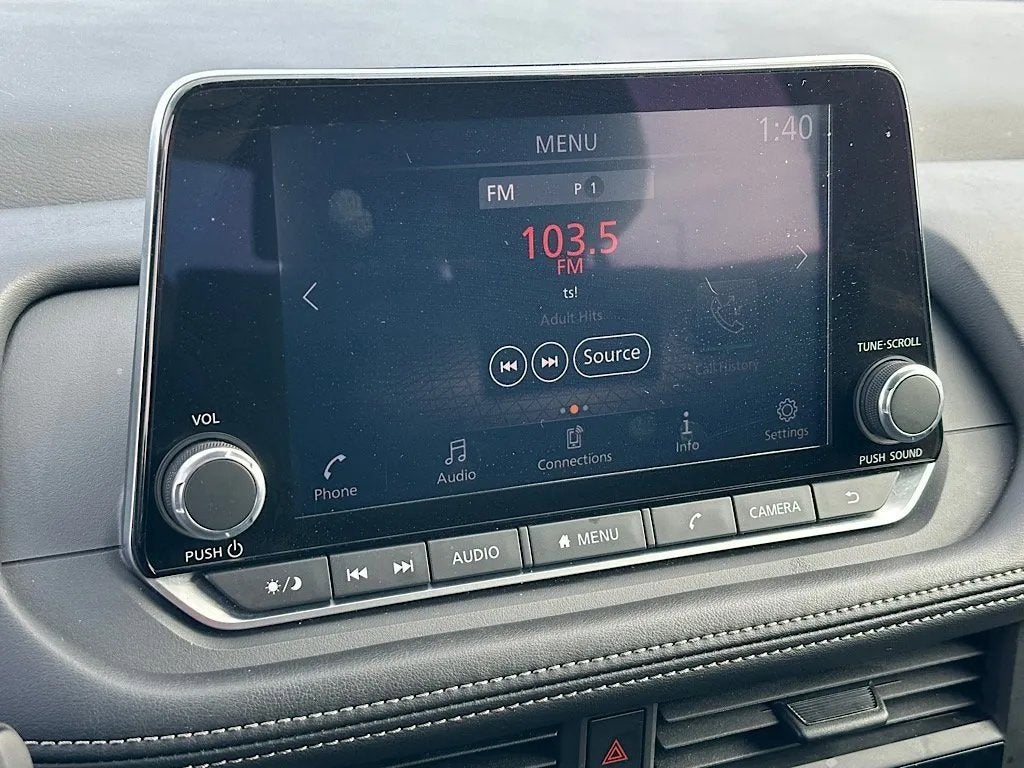 MENU
1:40
FM P 1
103.5
FM
ts!
Adult Hits
Source
Call History
Phone
Audio
Connections
Info
Settings
VOL
PUSH
TUNE·SCROLL
PUSH SOUND
AUDIO
MENU
CAMERA